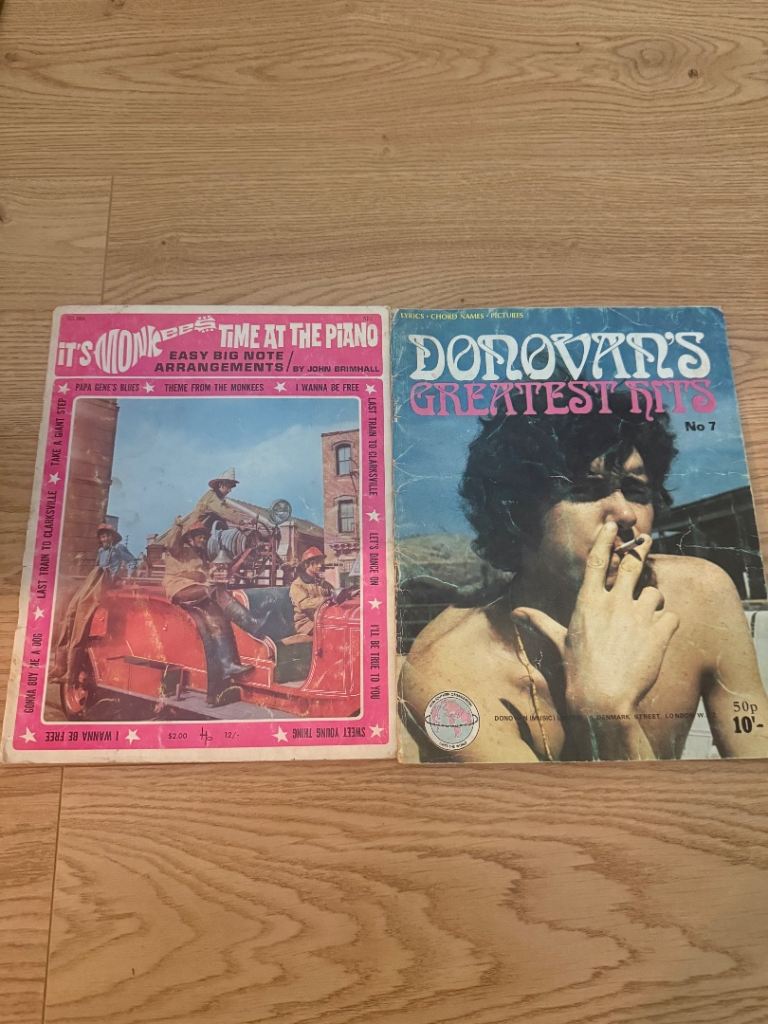 IT'S MONKEES TIME AT THE PIANO
EASY BIG NOTE
ARRANGEMENTS / BY JOHN BRIMHALL
PAPA GENE'S BLUES ★ THEME FROM THE MONKEES ★ I WANNA BE FREE
LAST TRAIN TO CLARKSVILLE
LET'S DANCE ON
I'LL BE TRUE TO YOU
SWEET YOUNG THING
I WANNA BE FREE
GONNA BUY ME A DOG
LAST TRAIN TO CLARKSVILLE
TAKE A GIANT STEP
$2.00
12/-
LYRICS · CHORD NAMES · PICTURES
DONOVAN'S
GREATEST HITS
No 7
DONOVAN (MUSIC) DENMARK STREET, LONDON W.
50p
10'-